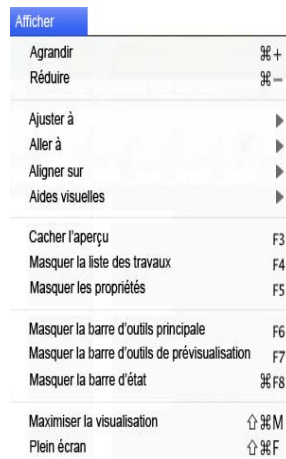 Afficher
Agrandir ⌘+
Réduire ⌘−
Ajuster à
Aller à
Aligner sur
Aides visuelles
Cacher l'aperçu F3
Masquer la liste des travaux F4
Masquer les propriétés F5
Masquer la barre d'outils principale F6
Masquer la barre d'outils de prévisualisation F7
Masquer la barre d'état ⌘F8
Maximiser la visualisation ⇧⌘M
Plein écran ⇧⌘F